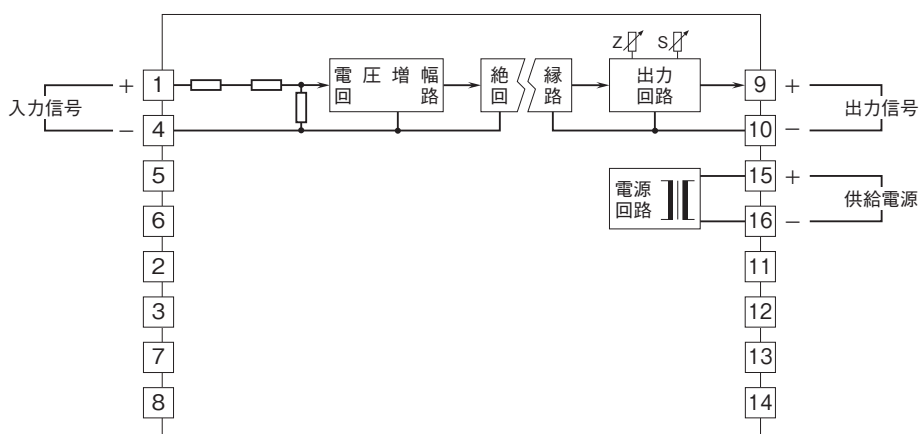 Z S
電圧増幅
回路
絶縁
回路
出力
回路
+ 1 9 +
入力信号
出力信号
− 4 10 −
5 15 +
電源
回路
供給電源
6 16 −
2 11
3 12
7 13
8 14